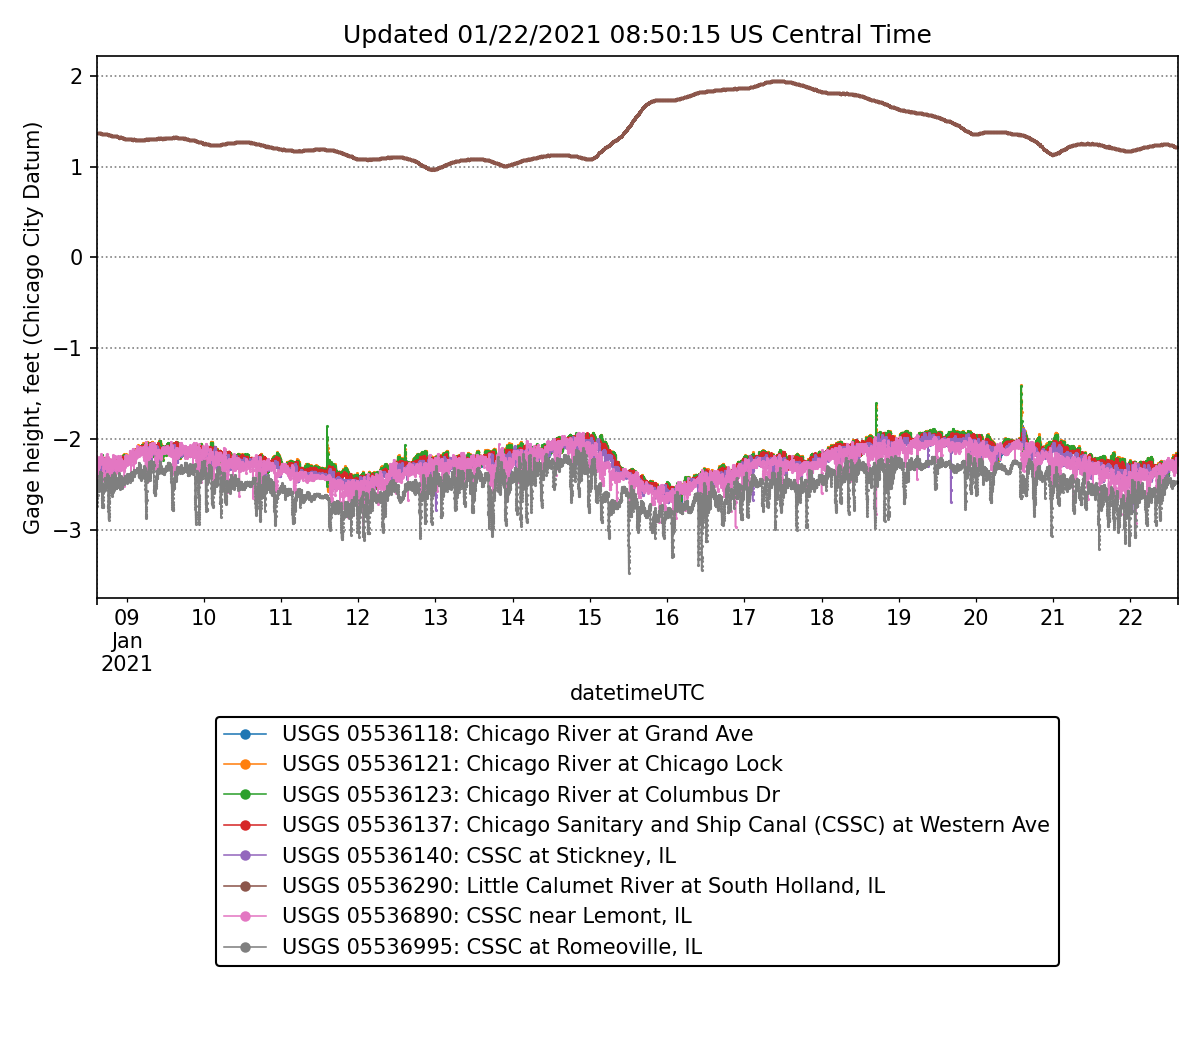 Updated 01/22/2021 08:50:15 US Central Time
Gage height, feet (Chicago City Datum)
2
1
0
−1
−2
−3
09 10 11 12 13 14 15 16 17 18 19 20 21 22
Jan
2021
datetimeUTC
USGS 05536118: Chicago River at Grand Ave
USGS 05536121: Chicago River at Chicago Lock
USGS 05536123: Chicago River at Columbus Dr
USGS 05536137: Chicago Sanitary and Ship Canal (CSSC) at Western Ave
USGS 05536140: CSSC at Stickney, IL
USGS 05536290: Little Calumet River at South Holland, IL
USGS 05536890: CSSC near Lemont, IL
USGS 05536995: CSSC at Romeoville, IL